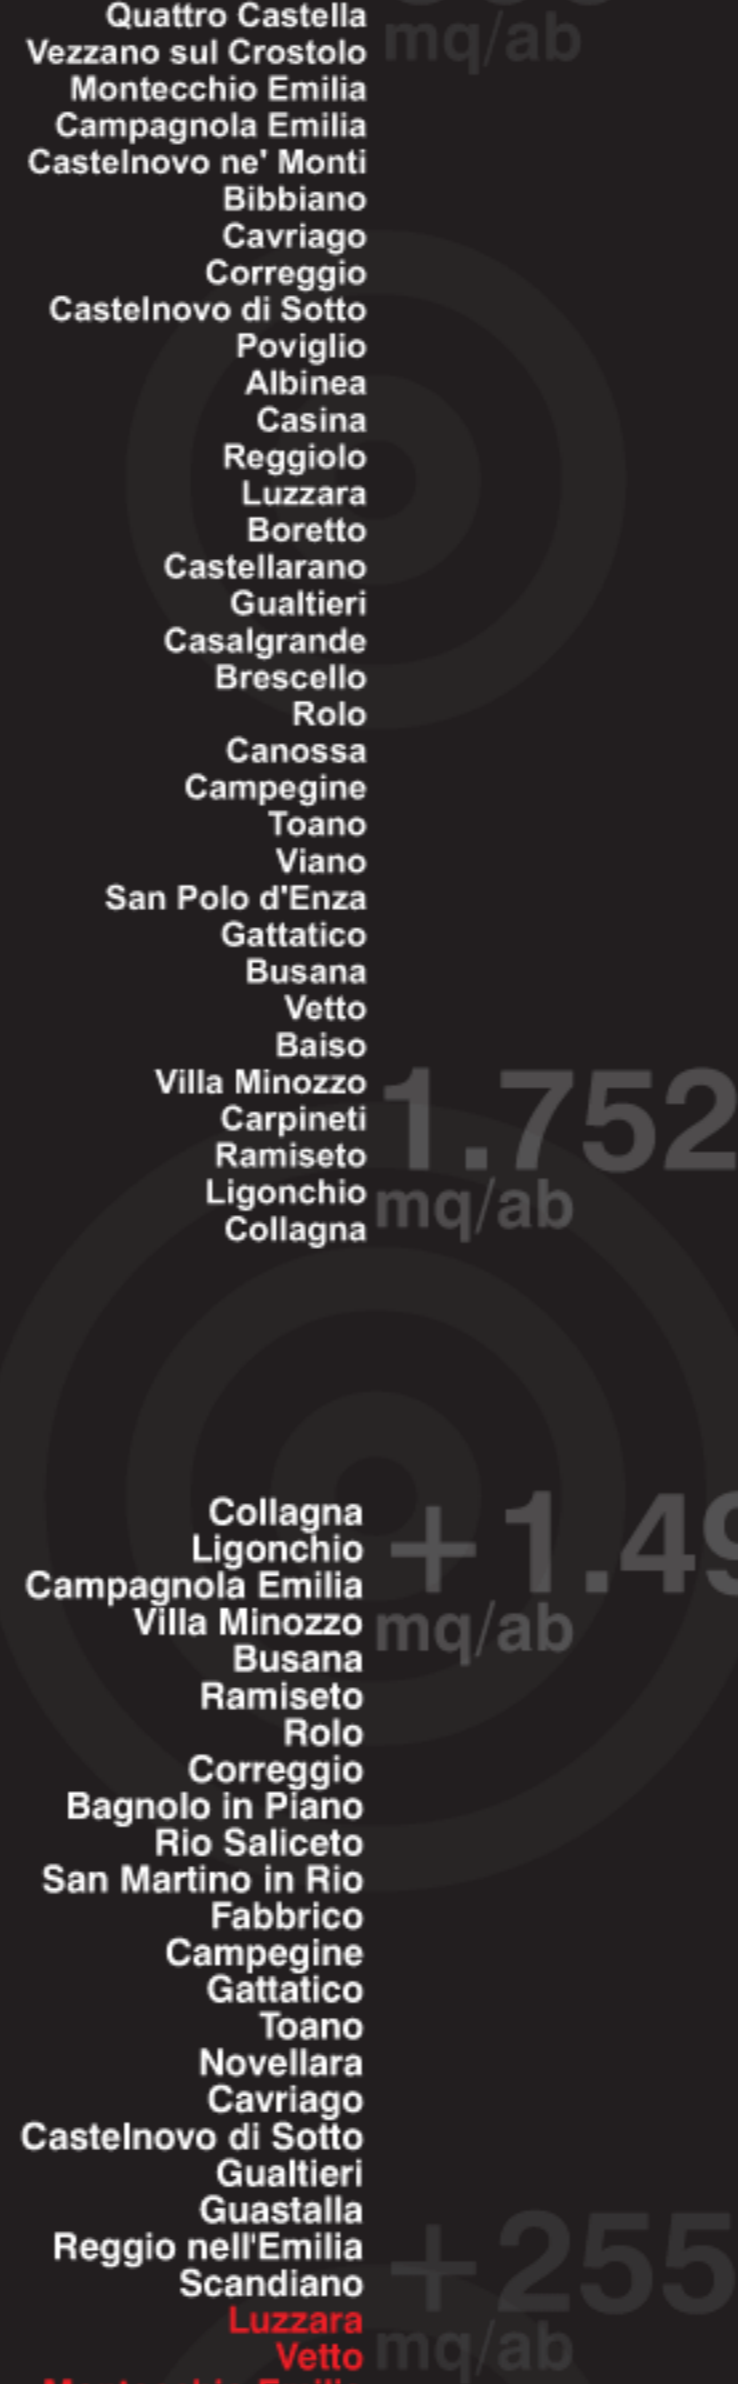 Quattro Castella
mq/ab
Vezzano sul Crostolo
Montecchio Emilia
Campagnola Emilia
Castelnovo ne' Monti
Bibbiano
Cavriago
Correggio
Castelnovo di Sotto
Poviglio
Albinea
Casina
Reggiolo
Luzzara
Boretto
Castellarano
Gualtieri
Casalgrande
Brescello
Rolo
Canossa
Campegine
Toano
Viano
San Polo d'Enza
Gattatico
Busana
Vetto
Baiso
Villa Minozzo
1.752
Carpineti
Ramiseto
Ligonchio
mq/ab
Collagna
Collagna
+1.49
Ligonchio
Campagnola Emilia
Villa Minozzo
mq/ab
Busana
Ramiseto
Rolo
Correggio
Bagnolo in Piano
Rio Saliceto
San Martino in Rio
Fabbrico
Campegine
Gattatico
Toano
Novellara
Cavriago
Castelnovo di Sotto
Gualtieri
Guastalla
Reggio nell'Emilia
+255
Scandiano
Luzzara
Vetto
mq/ab